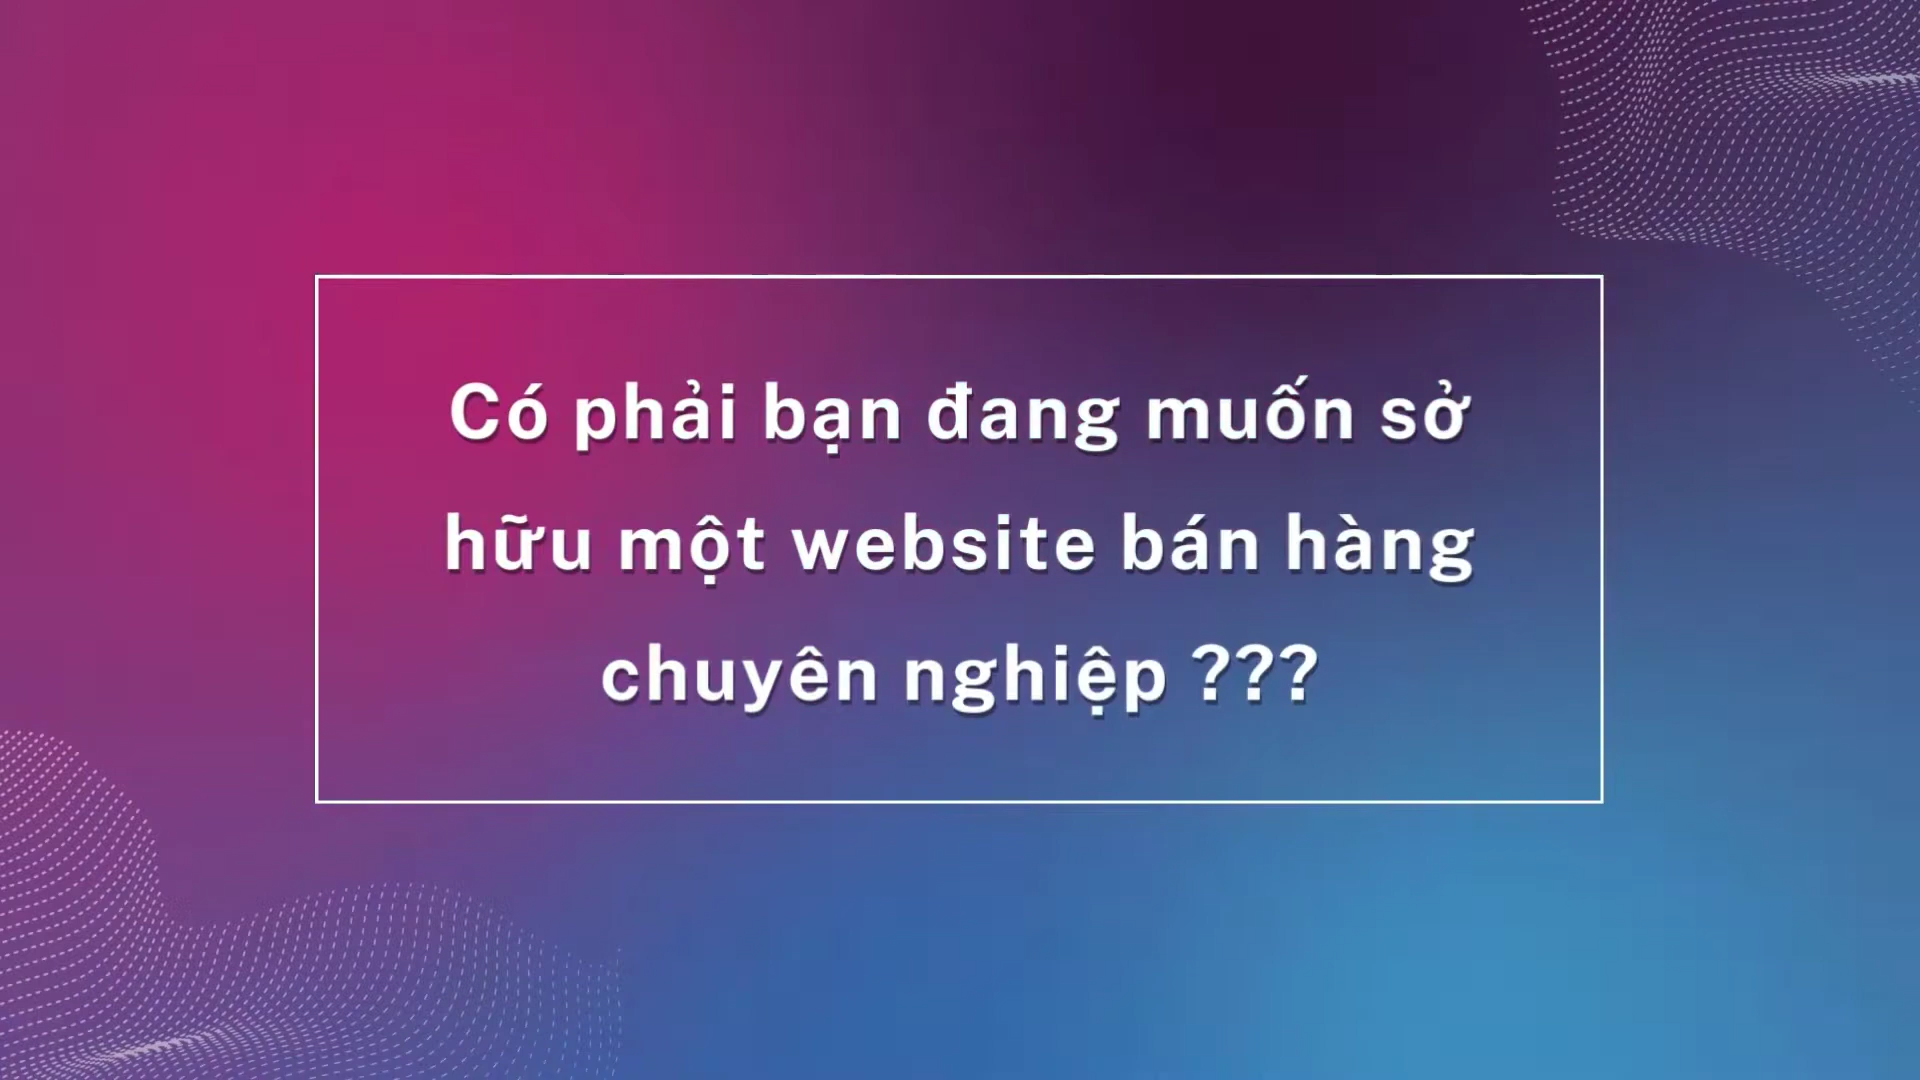 Có phải bạn đang muốn sở
hữu một website bán hàng
chuyên nghiệp ???